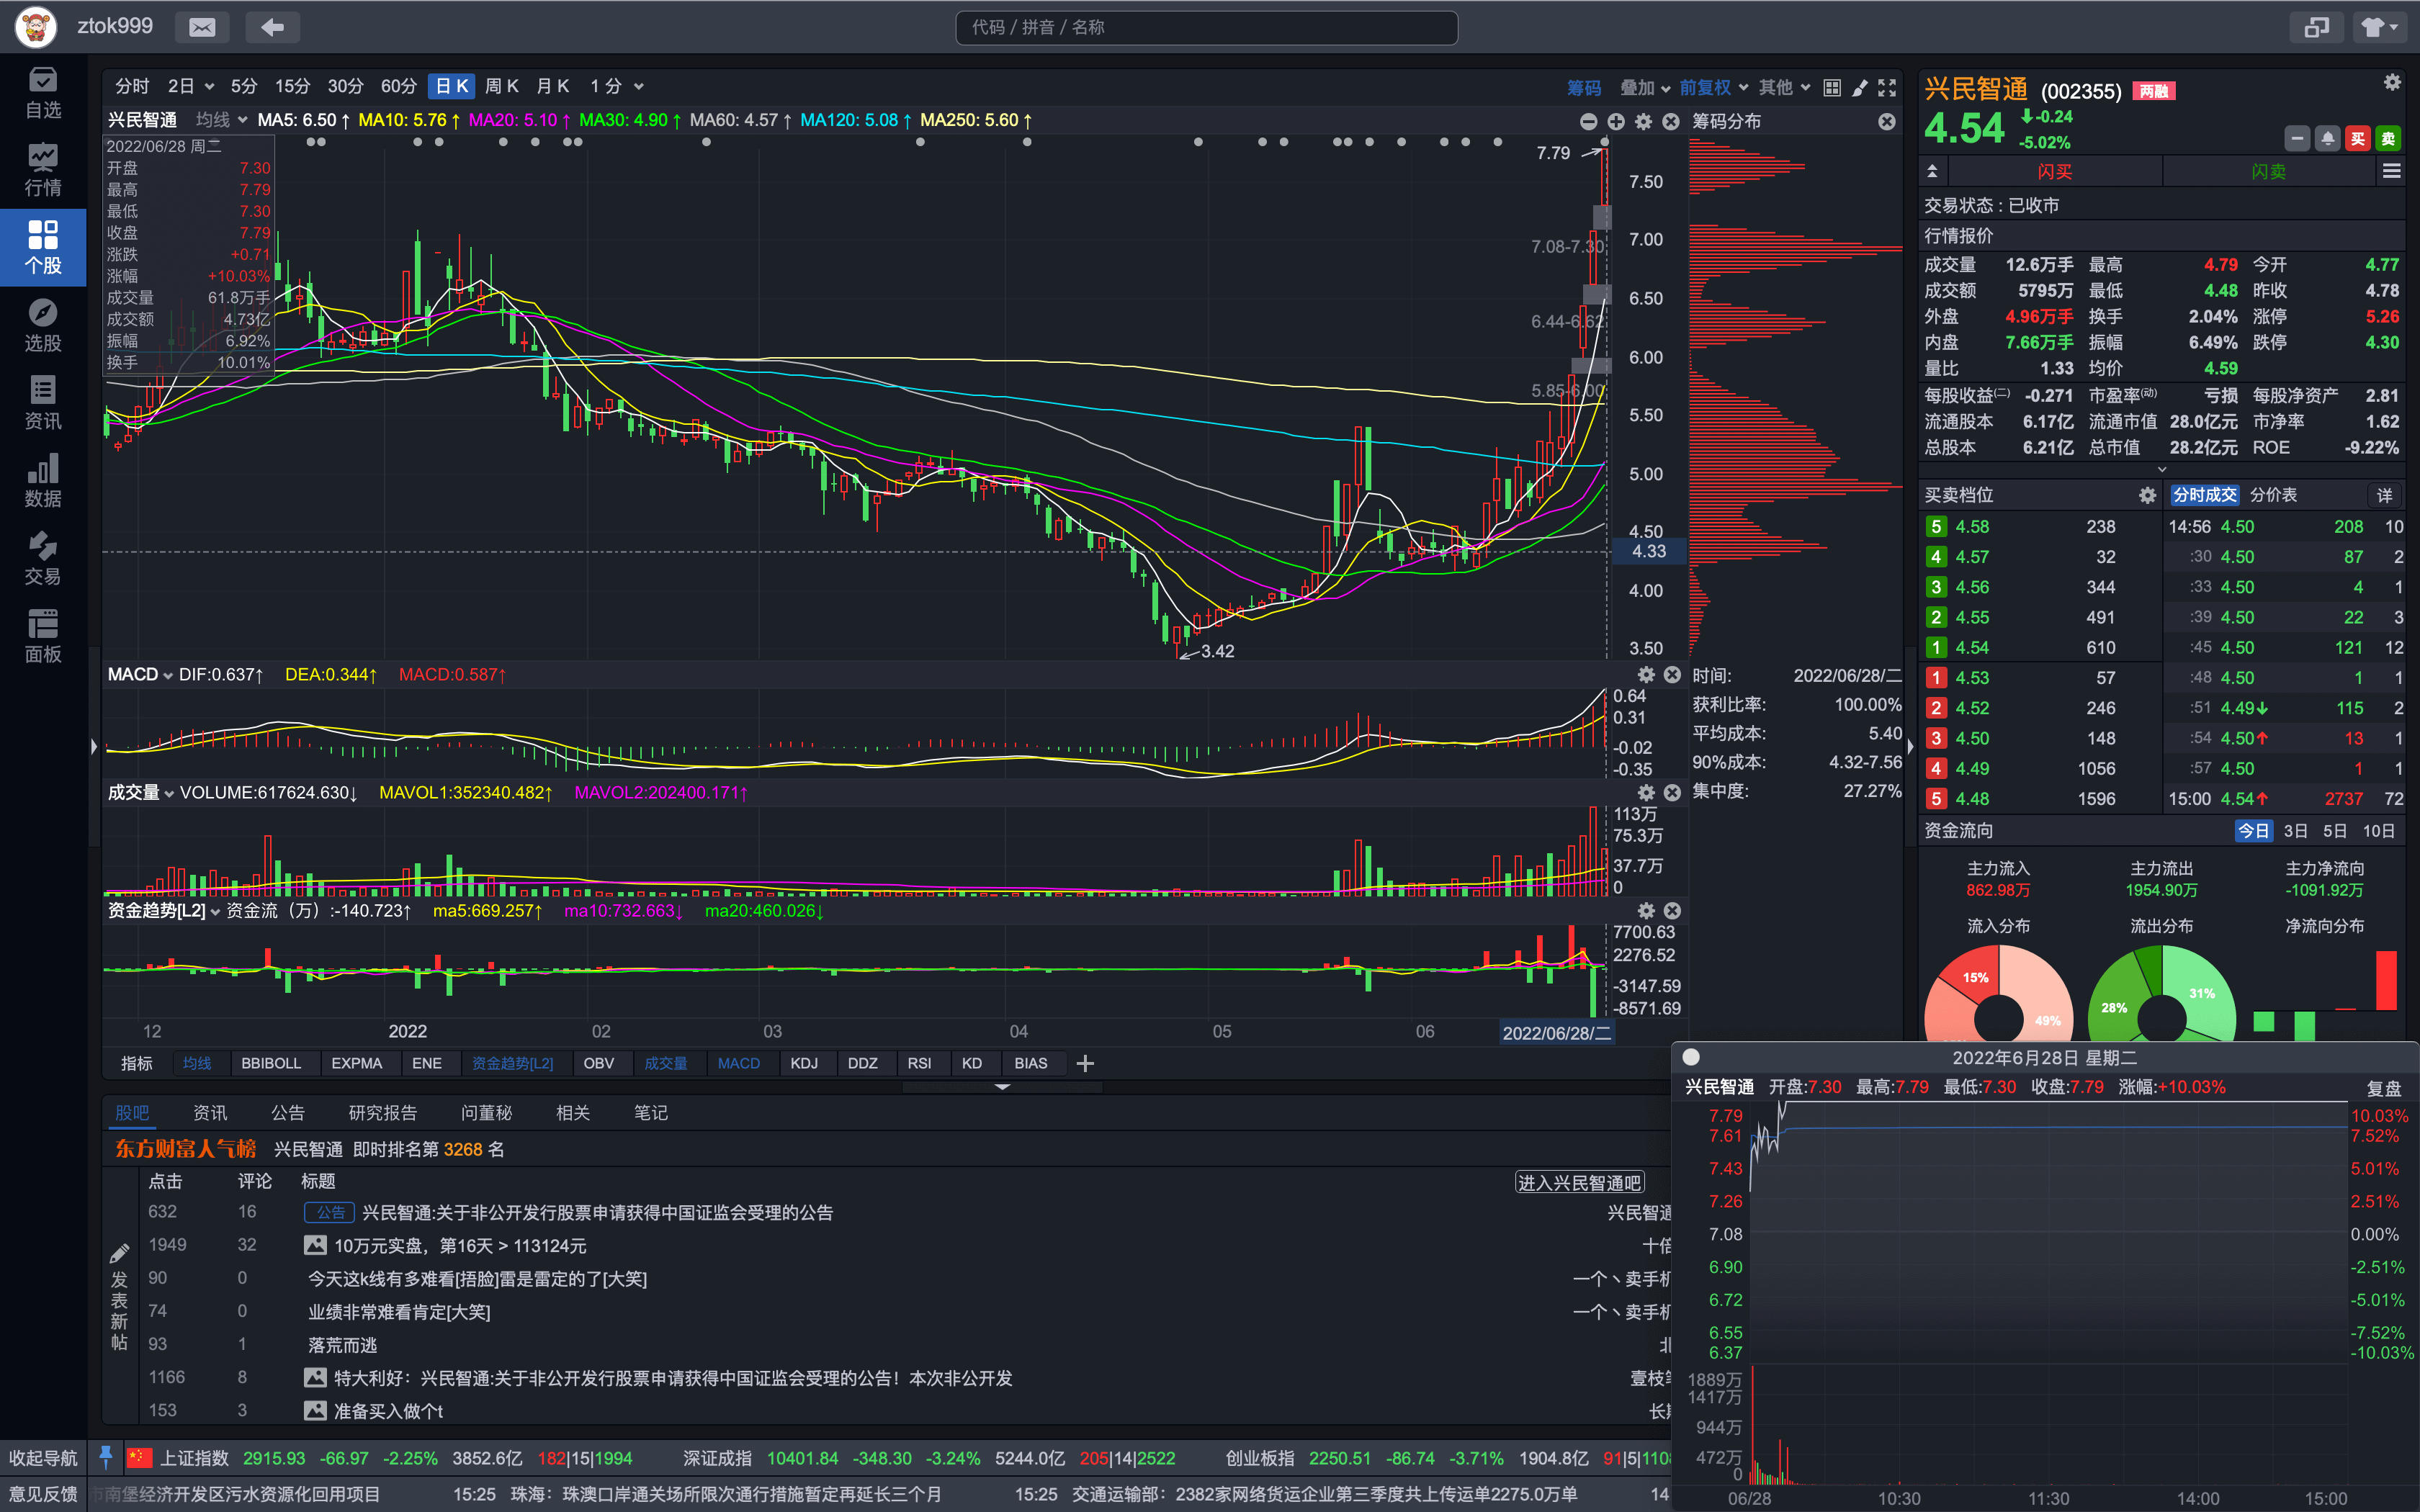 ztok999
代码 / 拼音 / 名称
自选
行情
个股
选股
资讯
数据
交易
面板
分时 2日 5分 15分 30分 60分 日K 周K 月K 1分
筹码 叠加 前复权 其他
兴民智通 均线 MA5: 6.50↑ MA10: 5.76↑ MA20: 5.10↑ MA30: 4.90↑ MA60: 4.57↑ MA120: 5.08↑ MA250: 5.60↑
筹码分布
2022/06/28 周二
开盘 7.30
最高 7.79
最低 7.30
收盘 7.79
涨跌 +0.71
涨幅 +10.03%
成交量 61.8万手
成交额 4.73亿
振幅 6.92%
换手 10.01%
7.79
7.50
7.00
7.08-7.30
6.50
6.44-6.62
6.00
5.85-6.00
5.50
5.00
4.50
4.33
4.00
3.50
3.42
MACD DIF:0.637↑ DEA:0.344↑ MACD:0.587↑
0.64
0.31
-0.02
-0.35
成交量 VOLUME:617624.630↓ MAVOL1:352340.482↑ MAVOL2:202400.171↑
113万
75.3万
37.7万
0
资金趋势[L2] 资金流（万）:-140.723↑ ma5:669.257↑ ma10:732.663↓ ma20:460.026↓
7700.63
2276.52
-3147.59
-8571.69
12 2022 02 03 04 05 06 2022/06/28/二
时间: 2022/06/28/二
获利比率: 100.00%
平均成本: 5.40
90%成本: 4.32-7.56
集中度: 27.27%
指标 均线 BBIBOLL EXPMA ENE 资金趋势[L2] OBV 成交量 MACD KDJ DDZ RSI KD BIAS
股吧 资讯 公告 研究报告 问董秘 相关 笔记
东方财富人气榜 兴民智通 即时排名第 3268 名
点击 评论 标题
进入兴民智通吧
632 16 公告 兴民智通:关于非公开发行股票申请获得中国证监会受理的公告 兴民智通
1949 32 10万元实盘，第16天 > 113124元 十倍
90 0 今天这k线有多难看[捂脸]雷是雷定的了[大笑] 一个丶卖手机
74 0 业绩非常难看肯定[大笑] 一个丶卖手机
93 1 落荒而逃 北
1166 8 特大利好：兴民智通:关于非公开发行股票申请获得中国证监会受理的公告！本次非公开发 壹枝
153 3 准备买入做个t 长期
发表新帖
兴民智通 (002355) 两融
4.54 -0.24
-5.02%
买 卖
闪买 闪卖
交易状态：已收市
行情报价
成交量 12.6万手 最高 4.79 今开 4.77
成交额 5795万 最低 4.48 昨收 4.78
外盘 4.96万手 换手 2.04% 涨停 5.26
内盘 7.66万手 振幅 6.49% 跌停 4.30
量比 1.33 均价 4.59
每股收益(二) -0.271 市盈率(动) 亏损 每股净资产 2.81
流通股本 6.17亿 流通市值 28.0亿元 市净率 1.62
总股本 6.21亿 总市值 28.2亿元 ROE -9.22%
买卖档位 分时成交 分价表 详
5 4.58 238 14:56 4.50 208 10
4 4.57 32 :30 4.50 87 2
3 4.56 344 :33 4.50 4 1
2 4.55 491 :39 4.50 22 3
1 4.54 610 :45 4.50 121 12
1 4.53 57 :48 4.50 1 1
2 4.52 246 :51 4.49↓ 115 2
3 4.50 148 :54 4.50↑ 13 1
4 4.49 1056 :57 4.50 1 1
5 4.48 1596 15:00 4.54↑ 2737 72
资金流向 今日 3日 5日 10日
主力流入 主力流出 主力净流向
862.98万 1954.90万 -1091.92万
流入分布 流出分布 净流向分布
15% 49% 28% 31%
2022年6月28日 星期二
兴民智通 开盘:7.30 最高:7.79 最低:7.30 收盘:7.79 涨幅:+10.03% 复盘
7.79 10.03%
7.61 7.52%
7.43 5.01%
7.26 2.51%
7.08 0.00%
6.90 -2.51%
6.72 -5.01%
6.55 -7.52%
6.37 -10.03%
1889万
1417万
944万
472万
0
06/28 10:30 11:30 14:00 15:00
收起导航 上证指数 2915.93 -66.97 -2.25% 3852.6亿 182|15|1994 深证成指 10401.84 -348.30 -3.24% 5244.0亿 205|14|2522 创业板指 2250.51 -86.74 -3.71% 1904.8亿 91|5|110
意见反馈 市南堡经济开发区污水资源化回用项目 15:25 珠海：珠澳口岸通关场所限次通行措施暂定再延长三个月 15:25 交通运输部：2382家网络货运企业第三季度共上传运单2275.0万单 14